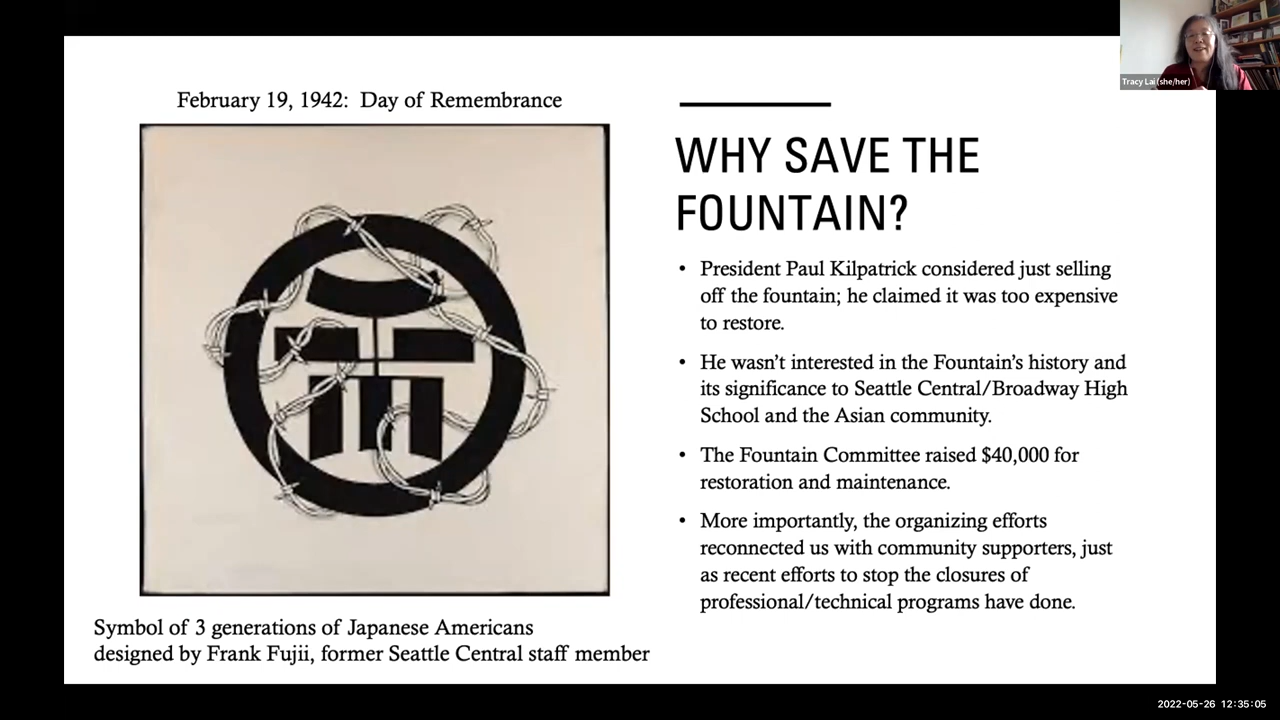 February 19, 1942:  Day of Remembrance
Symbol of 3 generations of Japanese Americans
designed by Frank Fujii, former Seattle Central staff member
WHY SAVE THE
FOUNTAIN?
• President Paul Kilpatrick considered just selling
off the fountain; he claimed it was too expensive
to restore.
• He wasn’t interested in the Fountain’s history and
its significance to Seattle Central/Broadway High
School and the Asian community.
• The Fountain Committee raised $40,000 for
restoration and maintenance.
• More importantly, the organizing efforts
reconnected us with community supporters, just
as recent efforts to stop the closures of
professional/technical programs have done.
Tracy Lai (she/her)
2022-05-26 12:35:05